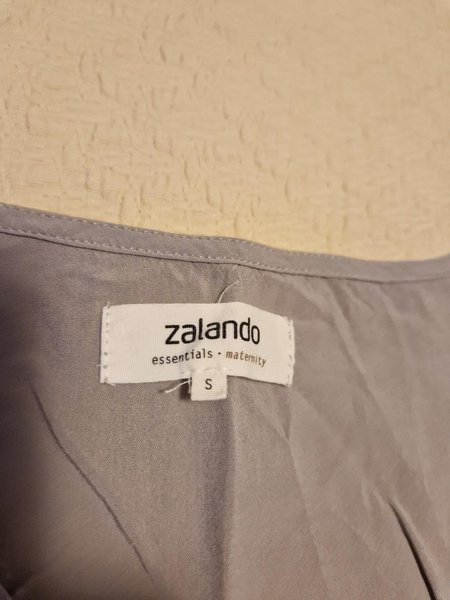 zalando
essentials • maternity
S